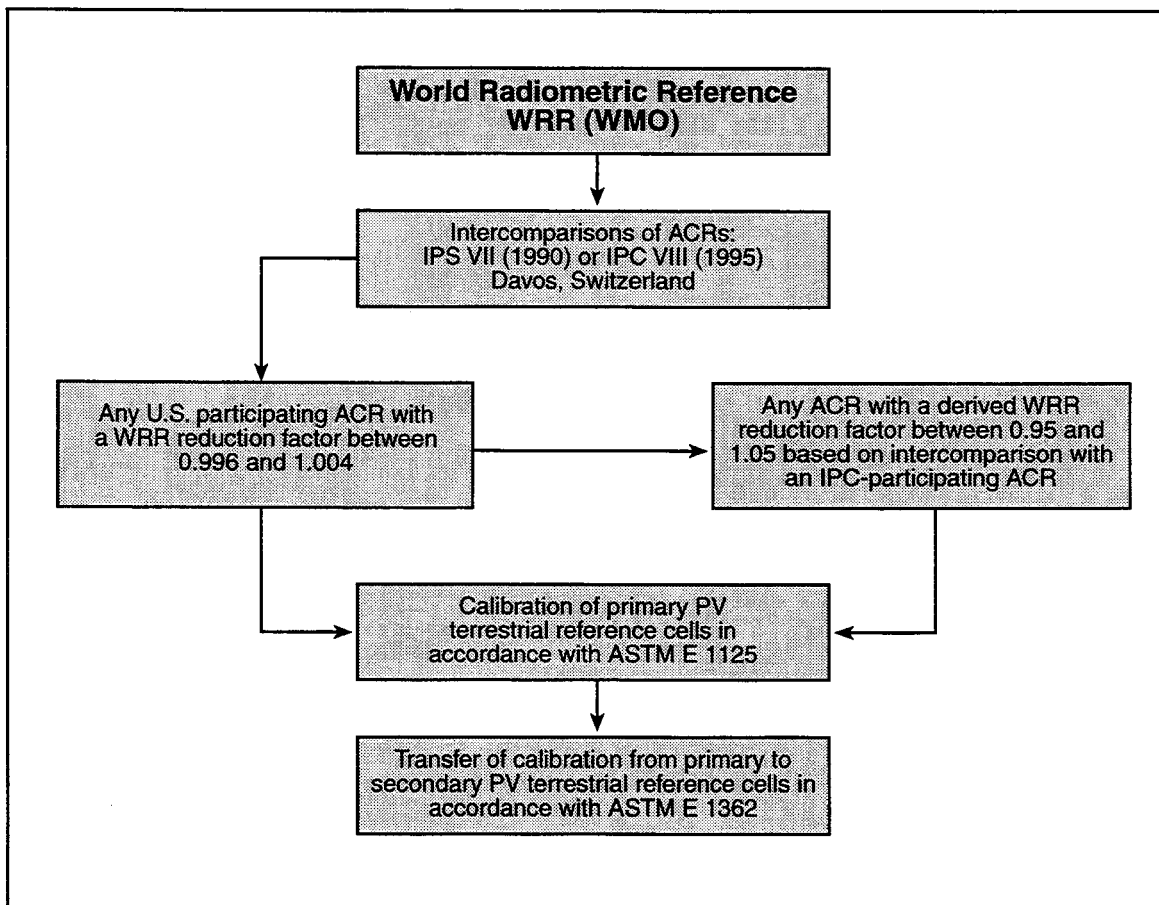 World Radiometric Reference
WRR (WMO)
Intercomparisons of ACRs:
IPS VII (1990) or IPC VIII (1995)
Davos, Switzerland
Any U.S. participating ACR with
a WRR reduction factor between
0.996 and 1.004
Any ACR with a derived WRR
reduction factor between 0.95 and
1.05 based on intercomparison with
an IPC-participating ACR
Calibration of primary PV
terrestrial reference cells in
accordance with ASTM E 1125
Transfer of calibration from primary to
secondary PV terrestrial reference cells in
accordance with ASTM E 1362